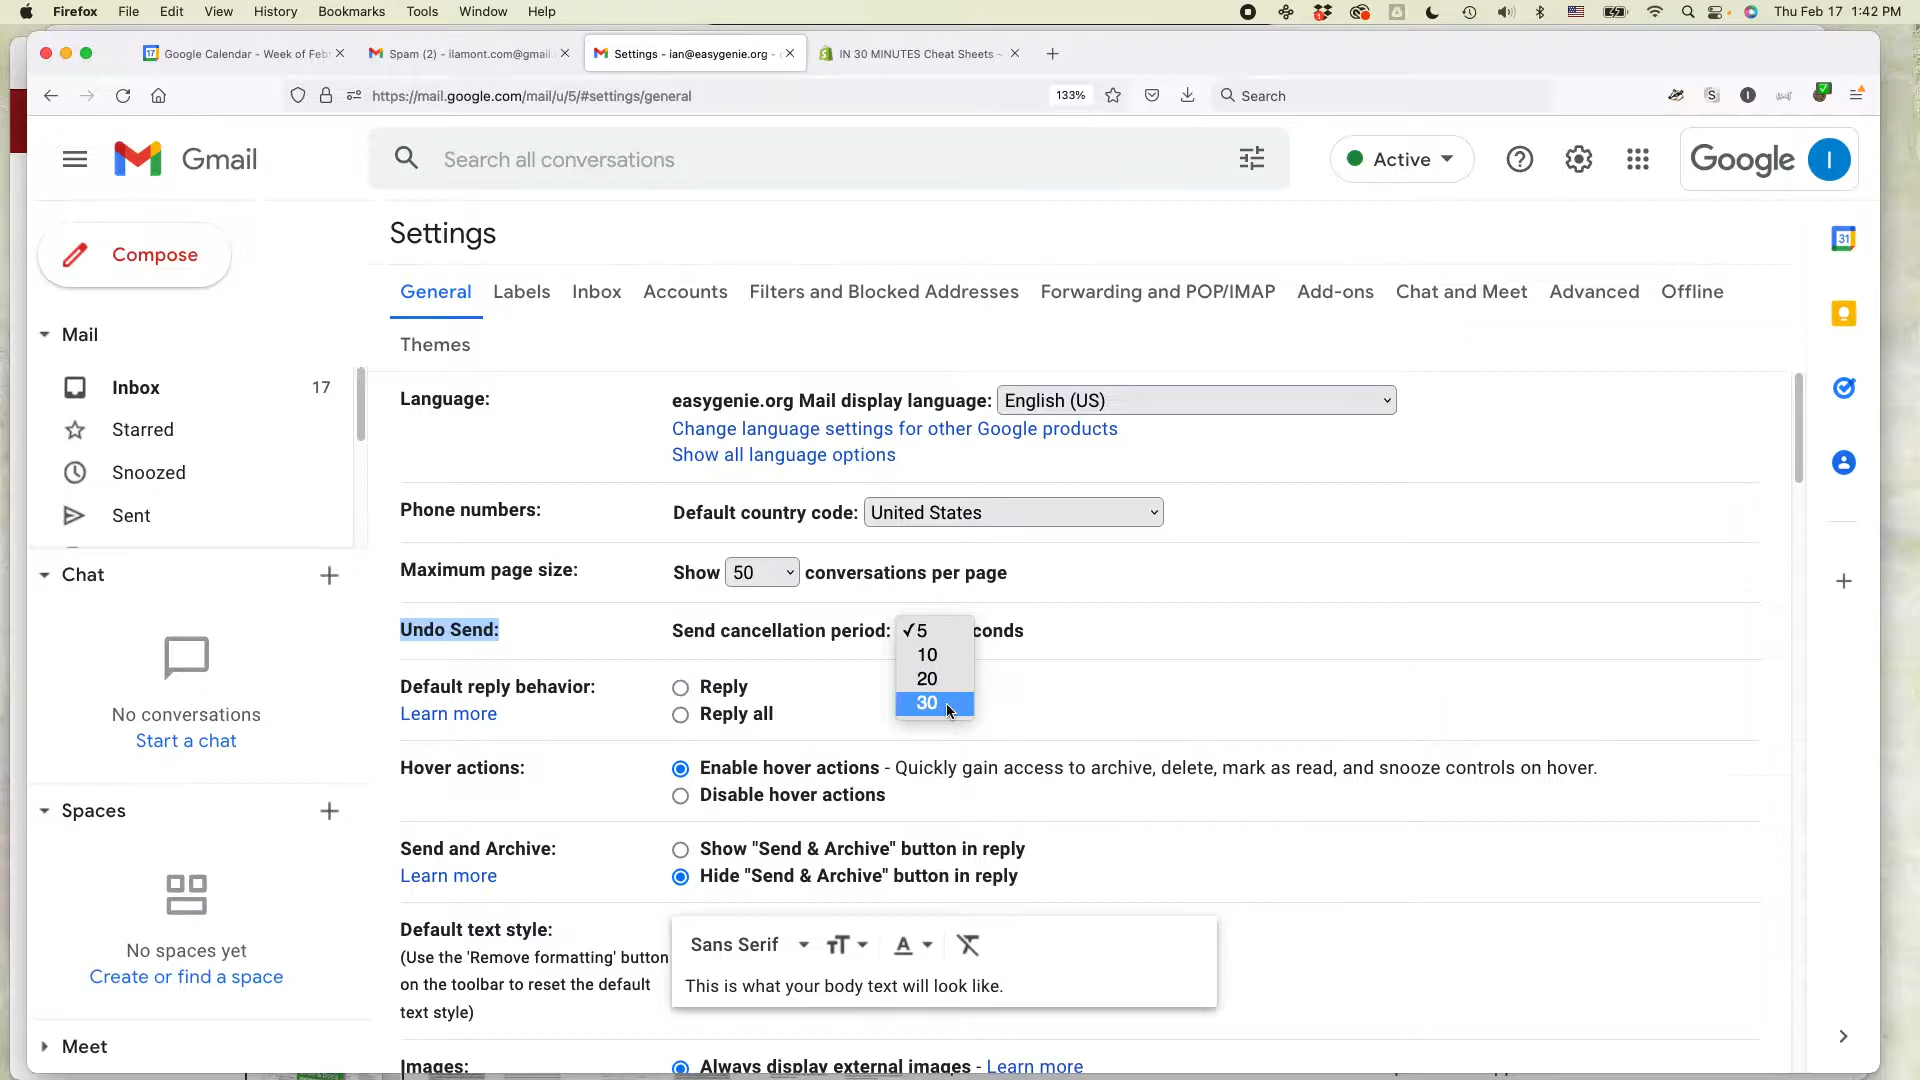 Firefox File Edit View History Bookmarks Tools Window Help Thu Feb 17 1:42 PM
Google Calendar - Week of Feb Spam (2) - ilamont.com@gmail. Settings - ian@easygenie.org - IN 30 MINUTES Cheat Sheets
https://mail.google.com/mail/u/5/#settings/general 133% Search
Gmail Search all conversations Active Google I
Compose
Mail
Inbox 17
Starred
Snoozed
Sent
Chat
No conversations
Start a chat
Spaces
No spaces yet
Create or find a space
Meet
Settings
General Labels Inbox Accounts Filters and Blocked Addresses Forwarding and POP/IMAP Add-ons Chat and Meet Advanced Offline
Themes
Language: easygenie.org Mail display language: English (US)
Change language settings for other Google products
Show all language options
Phone numbers: Default country code: United States
Maximum page size: Show 50 conversations per page
Undo Send: Send cancellation period: ✓5 conds
10
20
30
Default reply behavior: Reply
Learn more Reply all
Hover actions: Enable hover actions - Quickly gain access to archive, delete, mark as read, and snooze controls on hover.
Disable hover actions
Send and Archive: Show "Send & Archive" button in reply
Learn more Hide "Send & Archive" button in reply
Default text style: Sans Serif
(Use the 'Remove formatting' button
on the toolbar to reset the default This is what your body text will look like.
text style)
Images: Always display external images - Learn more
31